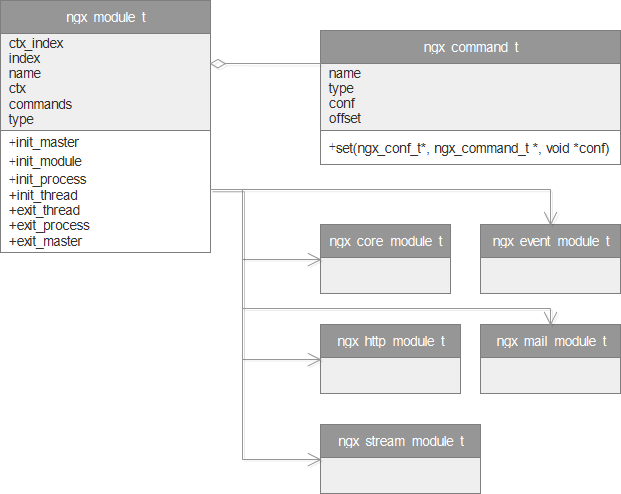 ngx module t
ctx_index
index
name
ctx
commands
type
+init_master
+init_module
+init_process
+init_thread
+exit_thread
+exit_process
+exit_master
ngx command t
name
type
conf
offset
+set(ngx_conf_t*, ngx_command_t *, void *conf)
ngx core module t
ngx event module t
ngx http module t
ngx mail module t
ngx stream module t